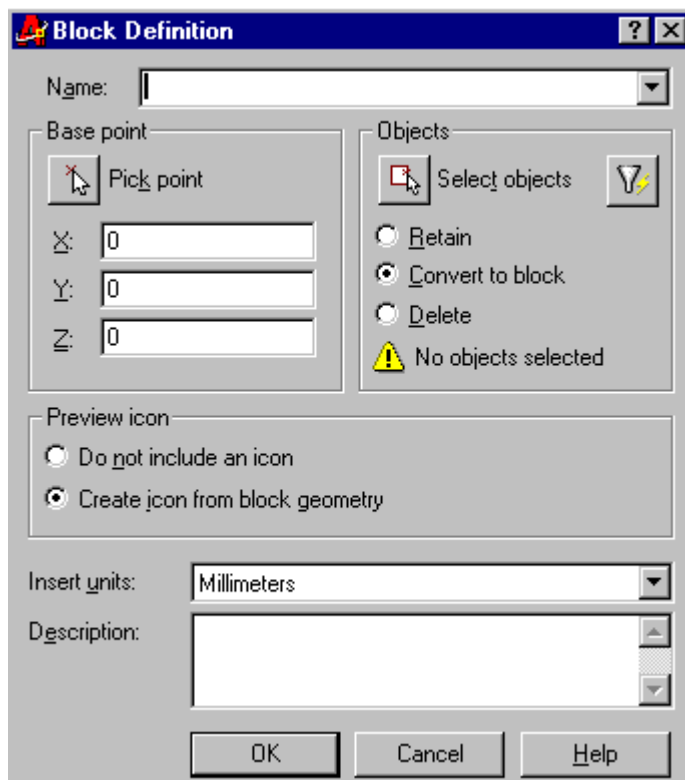 Block Definition
Name:
Base point
Pick point
X: 0
Y: 0
Z: 0
Objects
Select objects
Retain
Convert to block
Delete
No objects selected
Preview icon
Do not include an icon
Create icon from block geometry
Insert units: Millimeters
Description:
OK Cancel Help